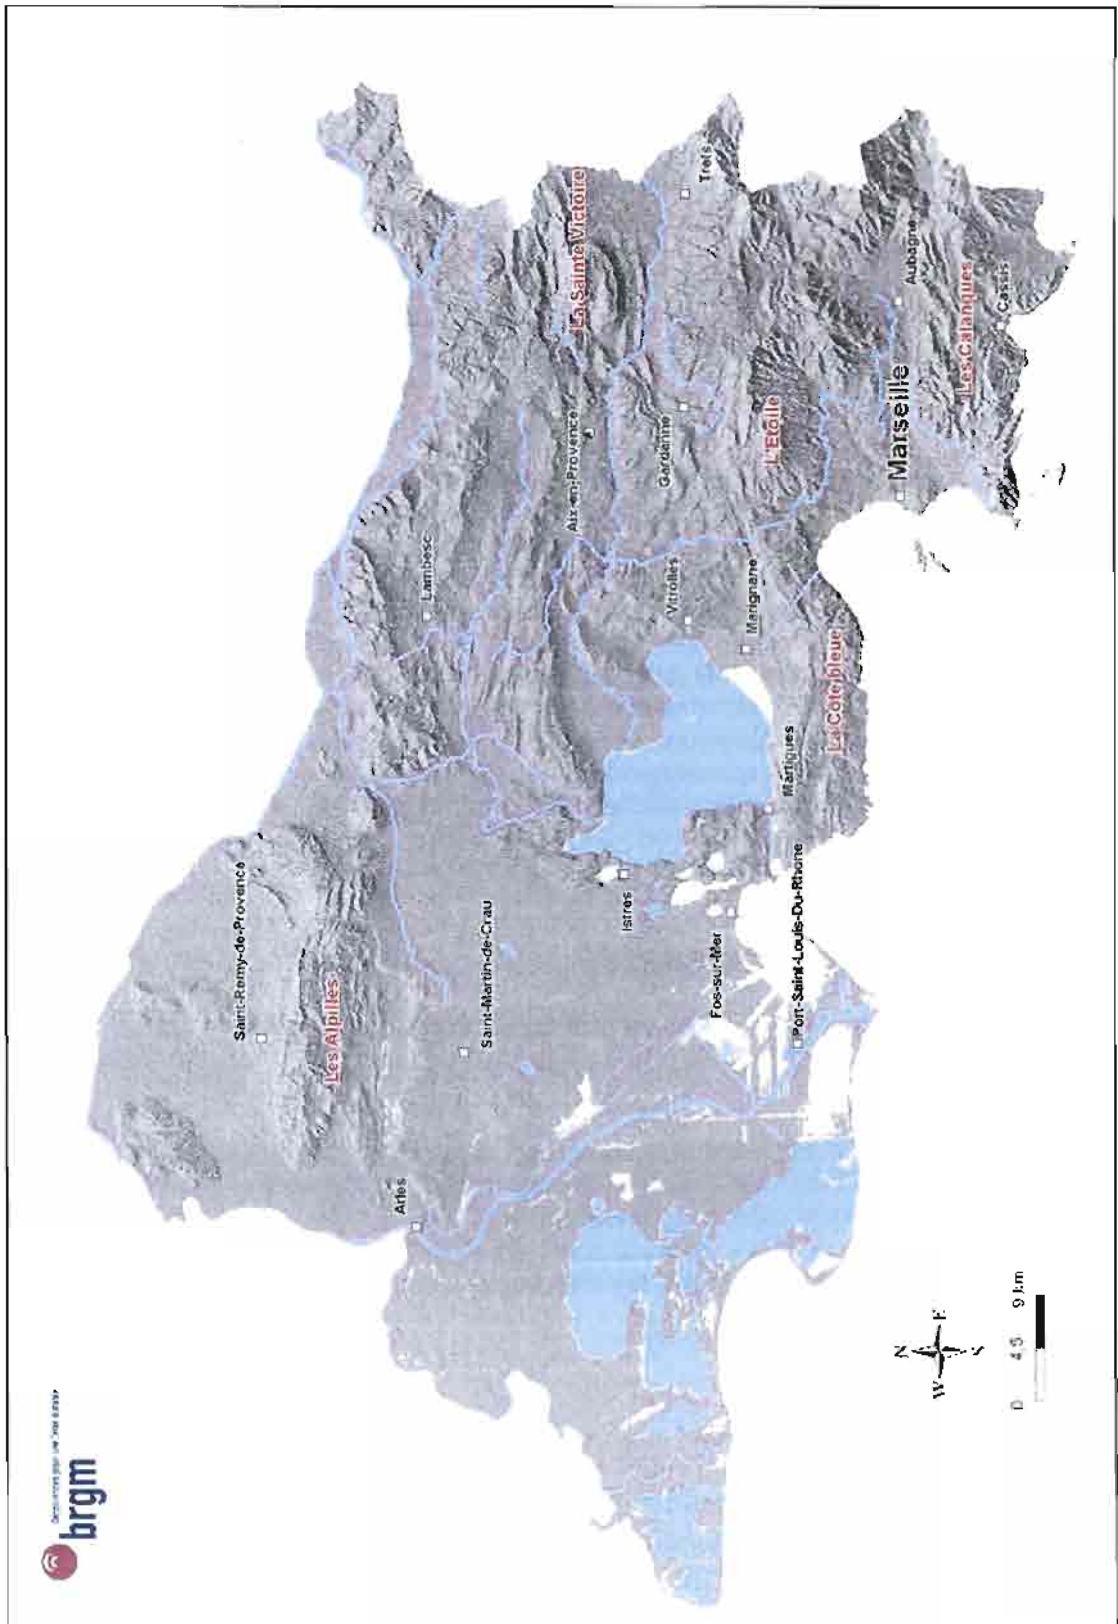 brgm
Saint-Remy-de-Provence
Les Alpilles
Arles
Saint-Martin-de-Crau
Lambesc
La Sainte Victoire
Aix-en-Provence
Istres
Vitrolles
Gardanne
Trets
Fos-sur-Mer
Marignane
L'Etoile
Martigues
Port-Saint-Louis-Du-Rhone
La Côte bleue
Marseille
Aubagne
Les Calanques
Cassis
N
W E
S
0 4,5 9 km